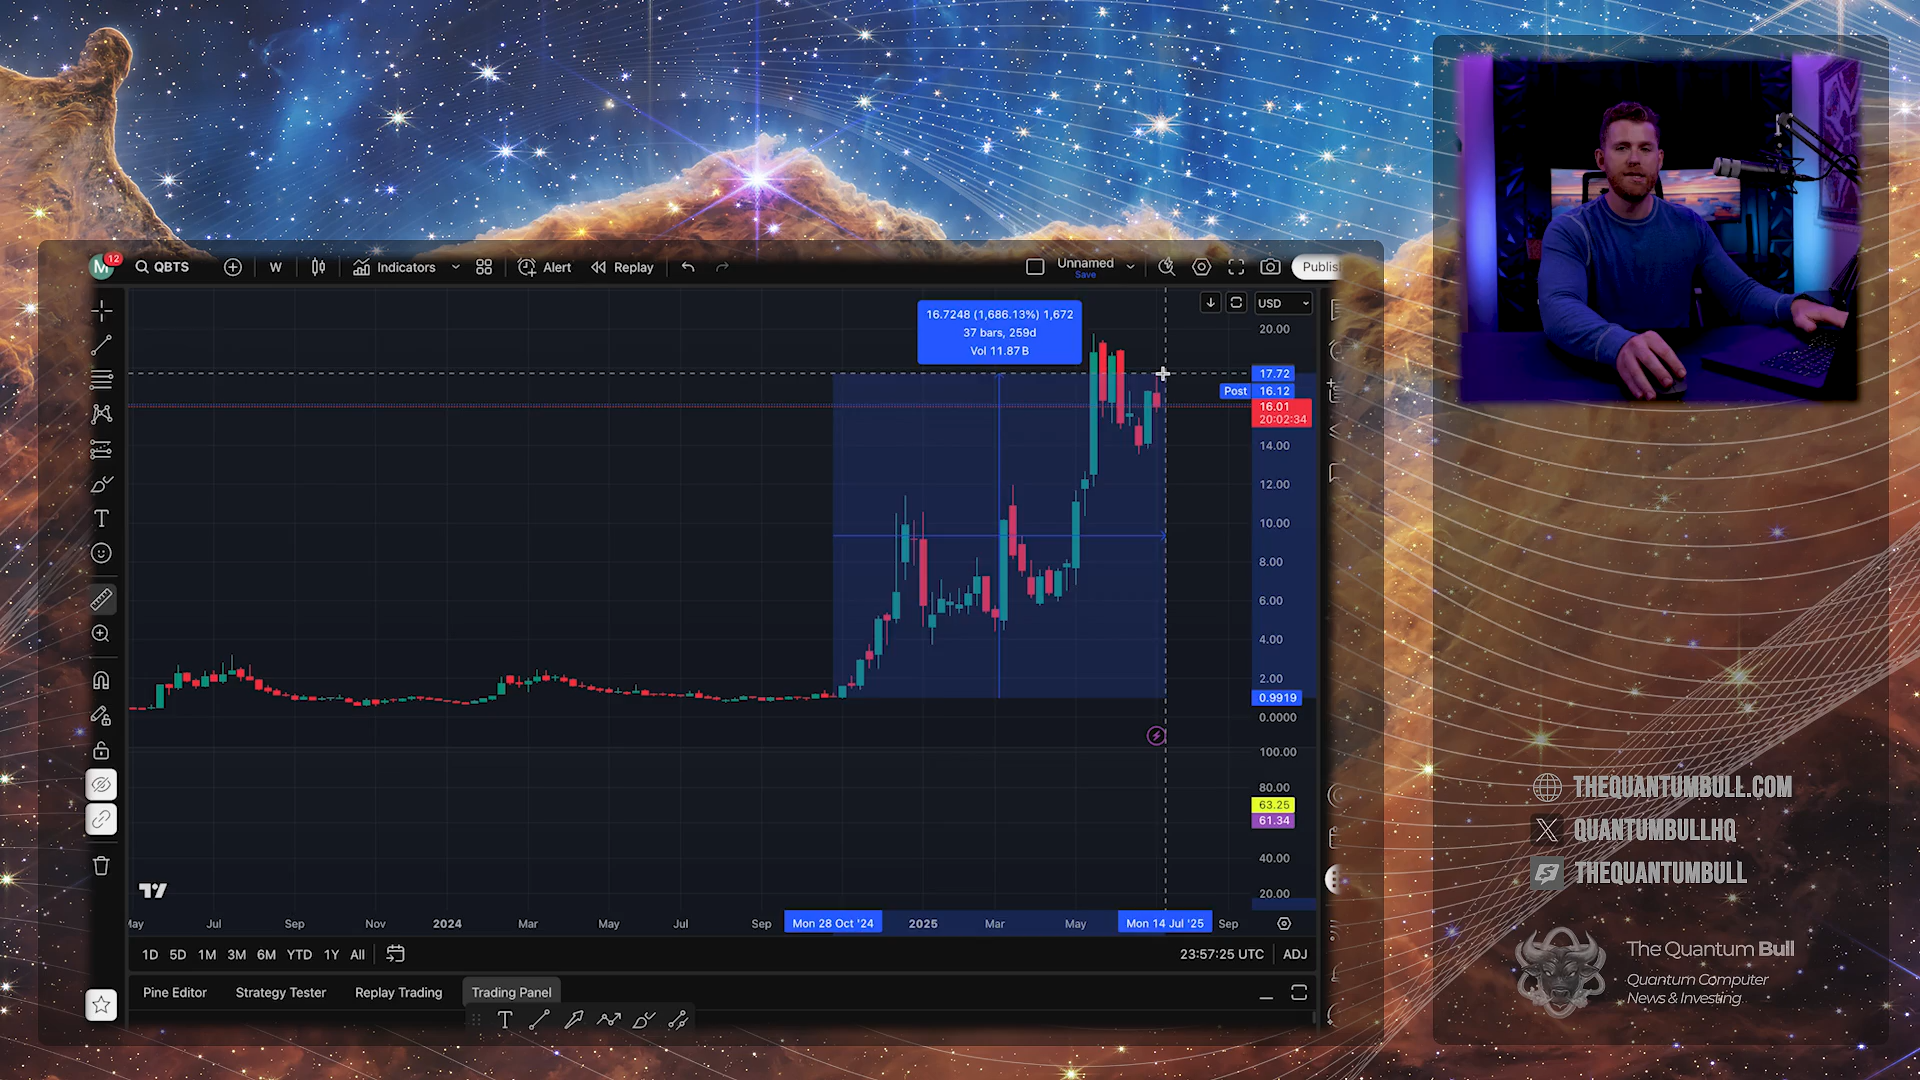 M 12
QBTS
W
Indicators
Alert
Replay
Unnamed
Save
USD
16.7248 (1,686.13%) 1,672
37 bars, 259d
Vol 11.87B
20.00
17.72
Post 16.12
16.01
20:02:34
14.00
12.00
10.00
8.00
6.00
4.00
2.00
0.9919
0.0000
100.00
80.00
63.25
61.34
40.00
20.00
Jul
Sep
Nov
2024
Mar
May
Jul
Sep
Mon 28 Oct '24
2025
Mar
May
Mon 14 Jul '25
Sep
1D 5D 1M 3M 6M YTD 1Y All
23:57:25 UTC
ADJ
Pine Editor
Strategy Tester
Replay Trading
Trading Panel
THEQUANTUMBULL.COM
QUANTUMBULLHQ
THEQUANTUMBULL
The Quantum Bull
Quantum Computer
News & Investing